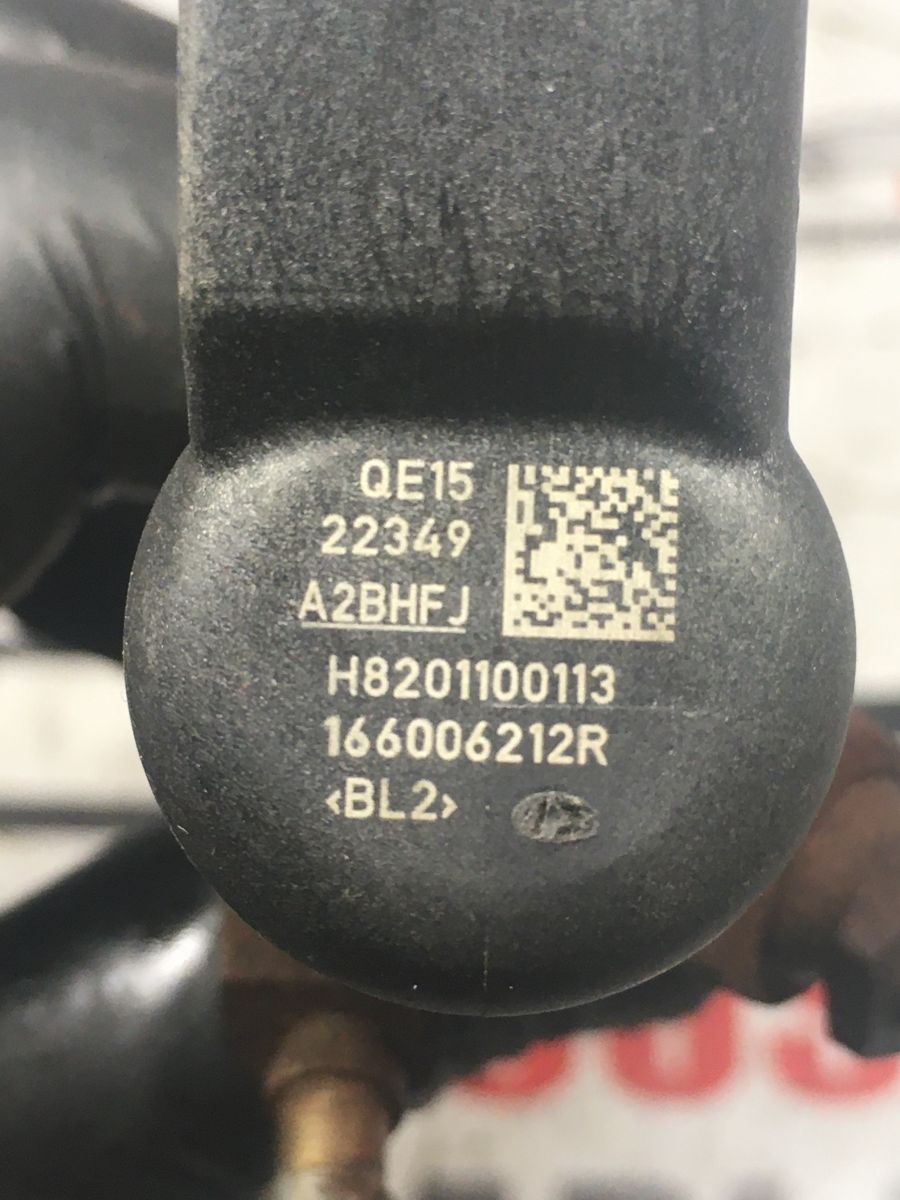 QE15
22349
A2BHFJ
H8201100113
166006212R
<BL2>